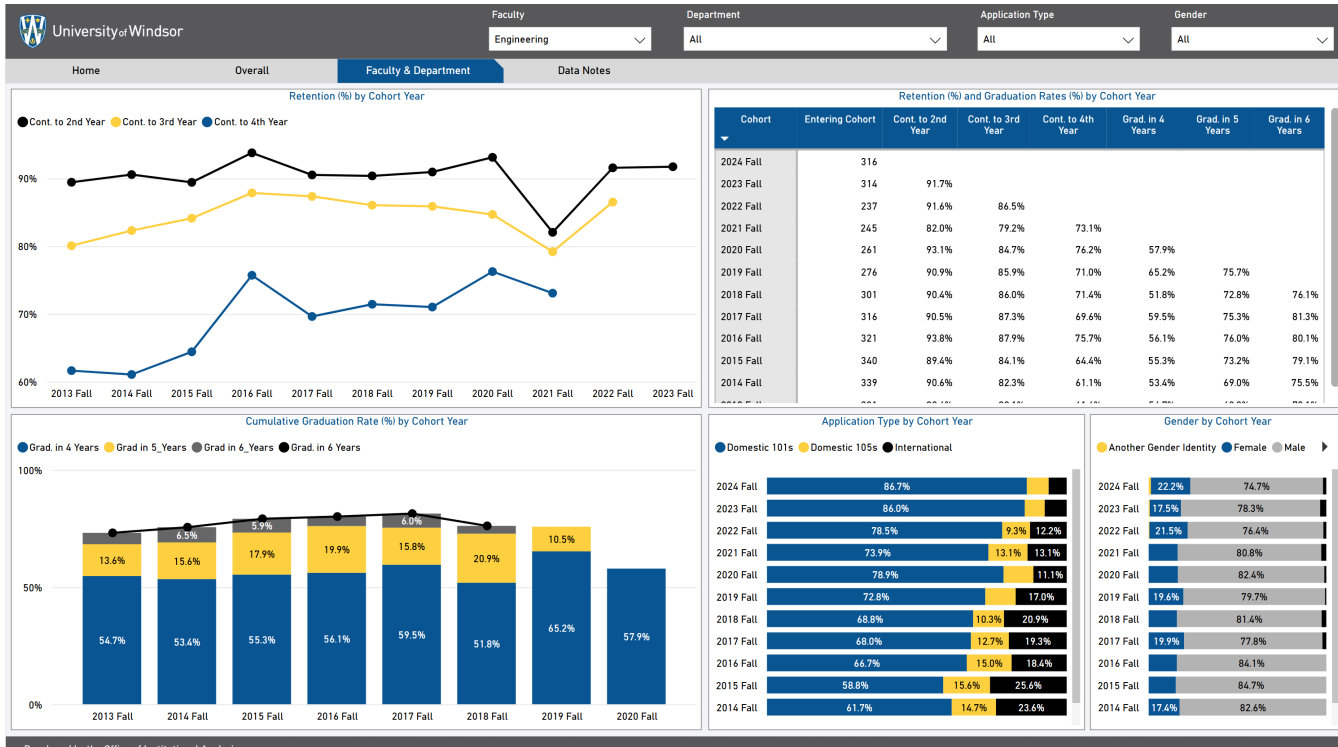 University of Windsor
Faculty
Engineering
Department
All
Application Type
All
Gender
All
Home
Overall
Faculty & Department
Data Notes
Retention (%) by Cohort Year
Cont. to 2nd Year Cont. to 3rd Year Cont. to 4th Year
90%
80%
70%
60%
2013 Fall 2014 Fall 2015 Fall 2016 Fall 2017 Fall 2018 Fall 2019 Fall 2020 Fall 2021 Fall 2022 Fall 2023 Fall
Retention (%) and Graduation Rates (%) by Cohort Year
Cohort Entering Cohort Cont. to 2nd Year Cont. to 3rd Year Cont. to 4th Year Grad. in 4 Years Grad. in 5 Years Grad. in 6 Years
2024 Fall 316
2023 Fall 314 91.7%
2022 Fall 237 91.6% 86.5%
2021 Fall 245 82.0% 79.2% 73.1%
2020 Fall 261 93.1% 84.7% 76.2% 57.9%
2019 Fall 276 90.9% 85.9% 71.0% 65.2% 75.7%
2018 Fall 301 90.4% 86.0% 71.4% 51.8% 72.8% 76.1%
2017 Fall 316 90.5% 87.3% 69.6% 59.5% 75.3% 81.3%
2016 Fall 321 93.8% 87.9% 75.7% 56.1% 76.0% 80.1%
2015 Fall 340 89.4% 84.1% 64.4% 55.3% 73.2% 79.1%
2014 Fall 339 90.6% 82.3% 61.1% 53.4% 69.0% 75.5%
Cumulative Graduation Rate (%) by Cohort Year
Grad. in 4 Years Grad in 5_Years Grad in 6_Years Grad. in 6 Years
100%
50%
0%
6.5% 5.9% 6.0%
13.6% 15.6% 17.9% 19.9% 15.8% 20.9% 10.5%
54.7% 53.4% 55.3% 56.1% 59.5% 51.8% 65.2% 57.9%
2013 Fall 2014 Fall 2015 Fall 2016 Fall 2017 Fall 2018 Fall 2019 Fall 2020 Fall
Application Type by Cohort Year
Domestic 101s Domestic 105s International
2024 Fall 86.7%
2023 Fall 86.0%
2022 Fall 78.5% 9.3% 12.2%
2021 Fall 73.9% 13.1% 13.1%
2020 Fall 78.9% 11.1%
2019 Fall 72.8% 17.0%
2018 Fall 68.8% 10.3% 20.9%
2017 Fall 68.0% 12.7% 19.3%
2016 Fall 66.7% 15.0% 18.4%
2015 Fall 58.8% 15.6% 25.6%
2014 Fall 61.7% 14.7% 23.6%
Gender by Cohort Year
Another Gender Identity Female Male
2024 Fall 22.2% 74.7%
2023 Fall 17.5% 78.3%
2022 Fall 21.5% 76.4%
2021 Fall 80.8%
2020 Fall 82.4%
2019 Fall 19.6% 79.7%
2018 Fall 81.4%
2017 Fall 19.9% 77.8%
2016 Fall 84.1%
2015 Fall 84.7%
2014 Fall 17.4% 82.6%